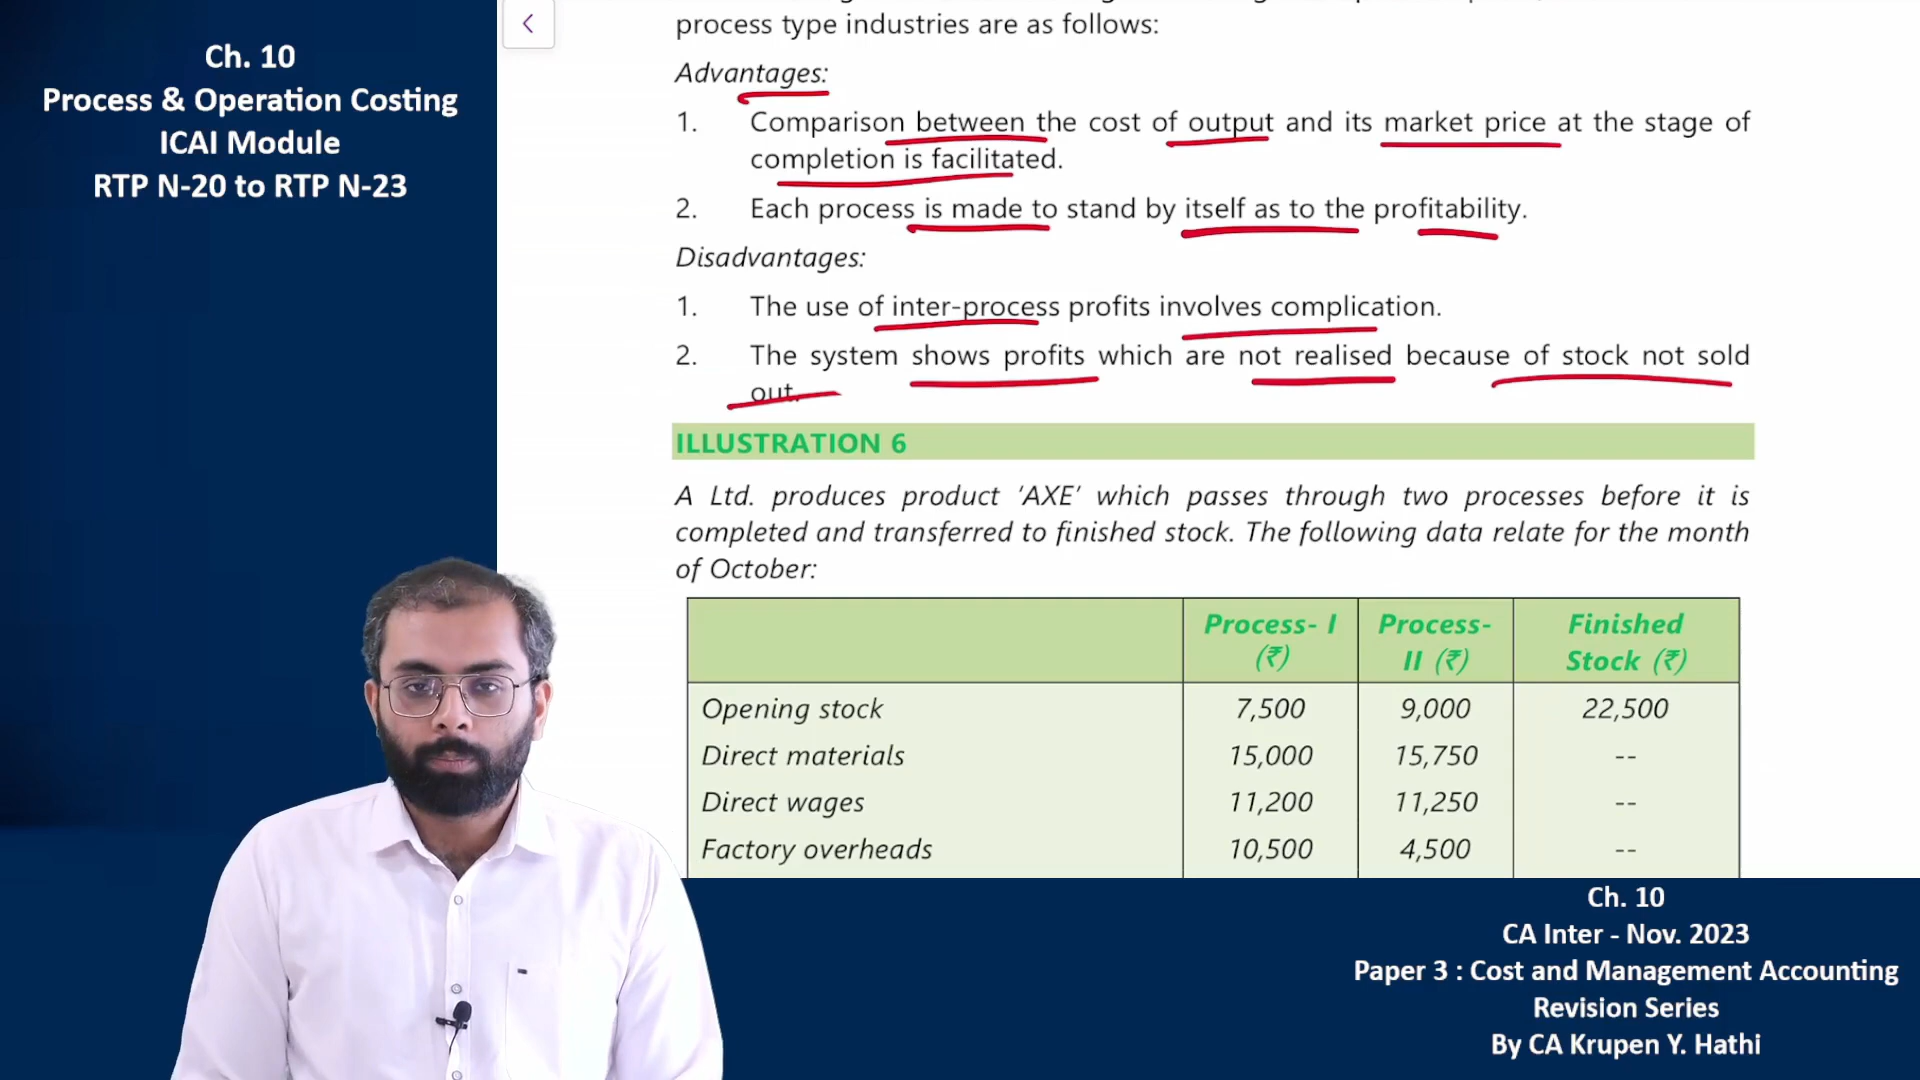 Ch. 10
Process & Operation Costing
ICAI Module
RTP N-20 to RTP N-23
process type industries are as follows:
Advantages:
1. Comparison between the cost of output and its market price at the stage of
completion is facilitated.
2. Each process is made to stand by itself as to the profitability.
Disadvantages:
1. The use of inter-process profits involves complication.
2. The system shows profits which are not realised because of stock not sold
out.
ILLUSTRATION 6
A Ltd. produces product ‘AXE’ which passes through two processes before it is
completed and transferred to finished stock. The following data relate for the month
of October:
Process- I Process- Finished
(₹) II (₹) Stock (₹)
Opening stock 7,500 9,000 22,500
Direct materials 15,000 15,750 --
Direct wages 11,200 11,250 --
Factory overheads 10,500 4,500 --
Ch. 10
CA Inter - Nov. 2023
Paper 3 : Cost and Management Accounting
Revision Series
By CA Krupen Y. Hathi